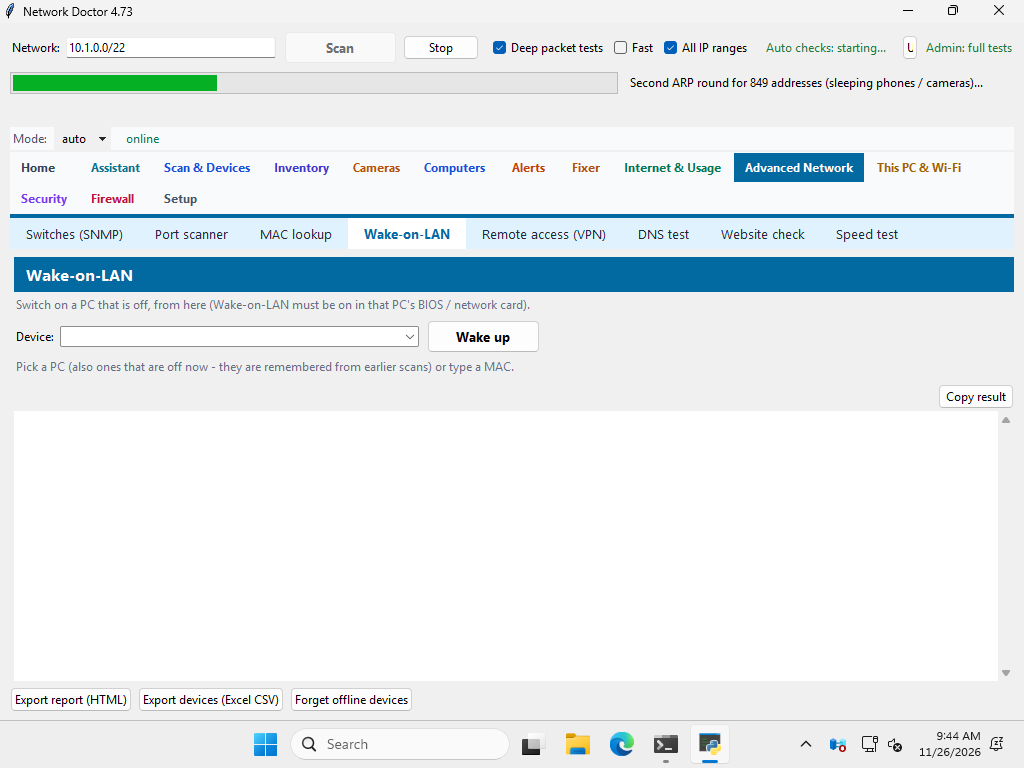 Network Doctor 4.73
Network: 10.1.0.0/22 Scan Stop Deep packet tests Fast All IP ranges Auto checks: starting... Admin: full tests
Second ARP round for 849 addresses (sleeping phones / cameras)...
Mode: auto online
Home Assistant Scan & Devices Inventory Cameras Computers Alerts Fixer Internet & Usage Advanced Network This PC & Wi-Fi
Security Firewall Setup
Switches (SNMP) Port scanner MAC lookup Wake-on-LAN Remote access (VPN) DNS test Website check Speed test
Wake-on-LAN
Switch on a PC that is off, from here (Wake-on-LAN must be on in that PC's BIOS / network card).
Device: Wake up
Pick a PC (also ones that are off now - they are remembered from earlier scans) or type a MAC.
Copy result
Export report (HTML) Export devices (Excel CSV) Forget offline devices
Search
9:44 AM
11/26/2026